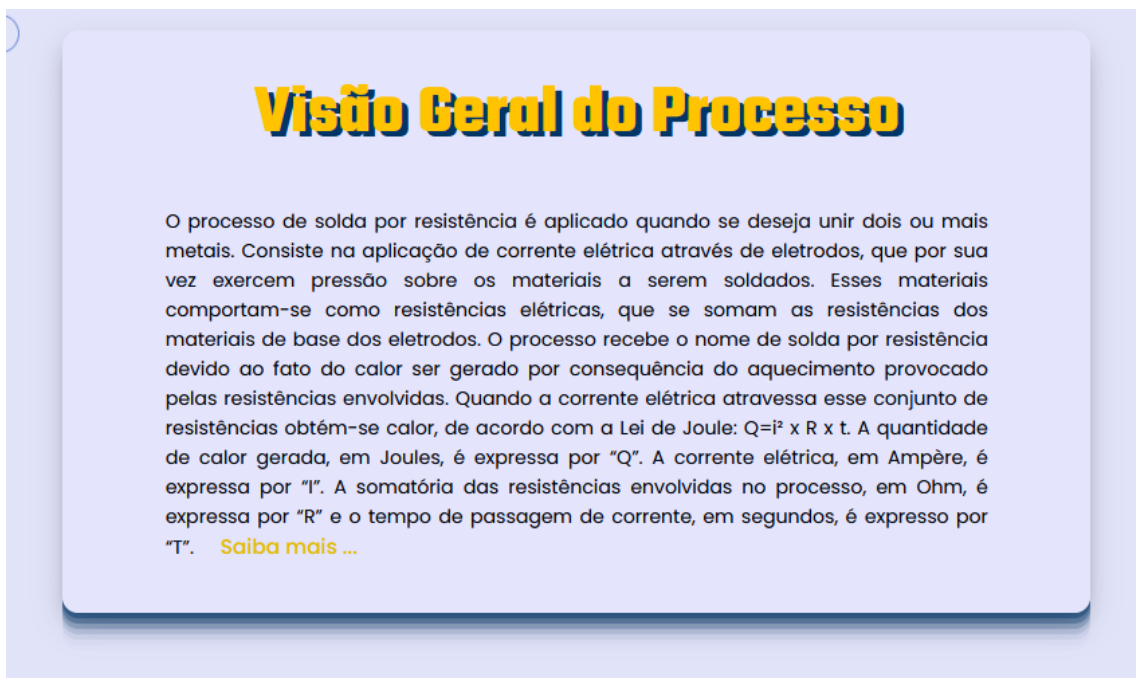 Visão Geral do Processo
O processo de solda por resistência é aplicado quando se deseja unir dois ou mais
metais. Consiste na aplicação de corrente elétrica através de eletrodos, que por sua
vez exercem pressão sobre os materiais a serem soldados. Esses materiais
comportam-se como resistências elétricas, que se somam as resistências dos
materiais de base dos eletrodos. O processo recebe o nome de solda por resistência
devido ao fato do calor ser gerado por consequência do aquecimento provocado
pelas resistências envolvidas. Quando a corrente elétrica atravessa esse conjunto de
resistências obtém-se calor, de acordo com a Lei de Joule: Q=i² x R x t. A quantidade
de calor gerada, em Joules, é expressa por “Q”. A corrente elétrica, em Ampère, é
expressa por “I”. A somatória das resistências envolvidas no processo, em Ohm, é
expressa por “R” e o tempo de passagem de corrente, em segundos, é expresso por
“T”. Saiba mais ...